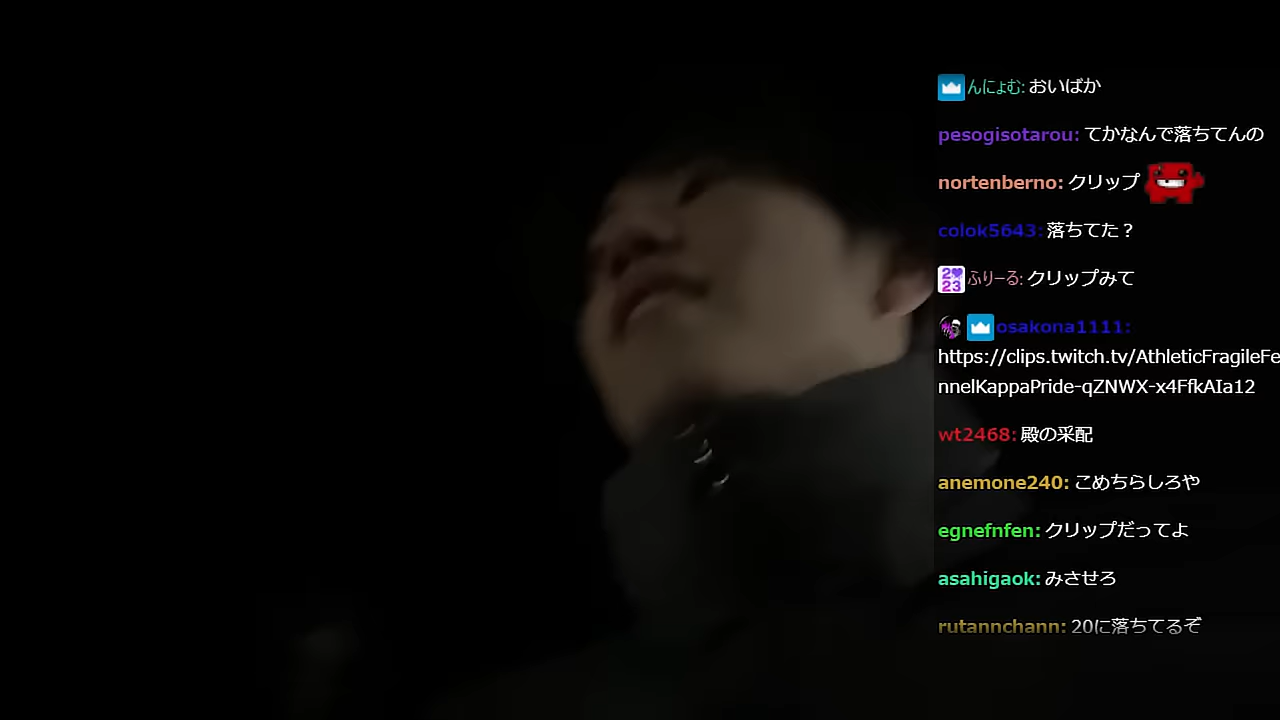 んにょむ: おいばか
pesogisotarou: てかなんで落ちてんの
nortenberno: クリップ
colok5643: 落ちてた？
2023
ふりーる: クリップみて
osakona1111:
https://clips.twitch.tv/AthleticFragileFe
nnelKappaPride-qZNWX-x4FfkAIa12
wt2468: 殿の采配
anemone240: こめちらしろや
egnefnfen: クリップだってよ
asahigaok: みさせろ
rutannchann: 20に落ちてるぞ